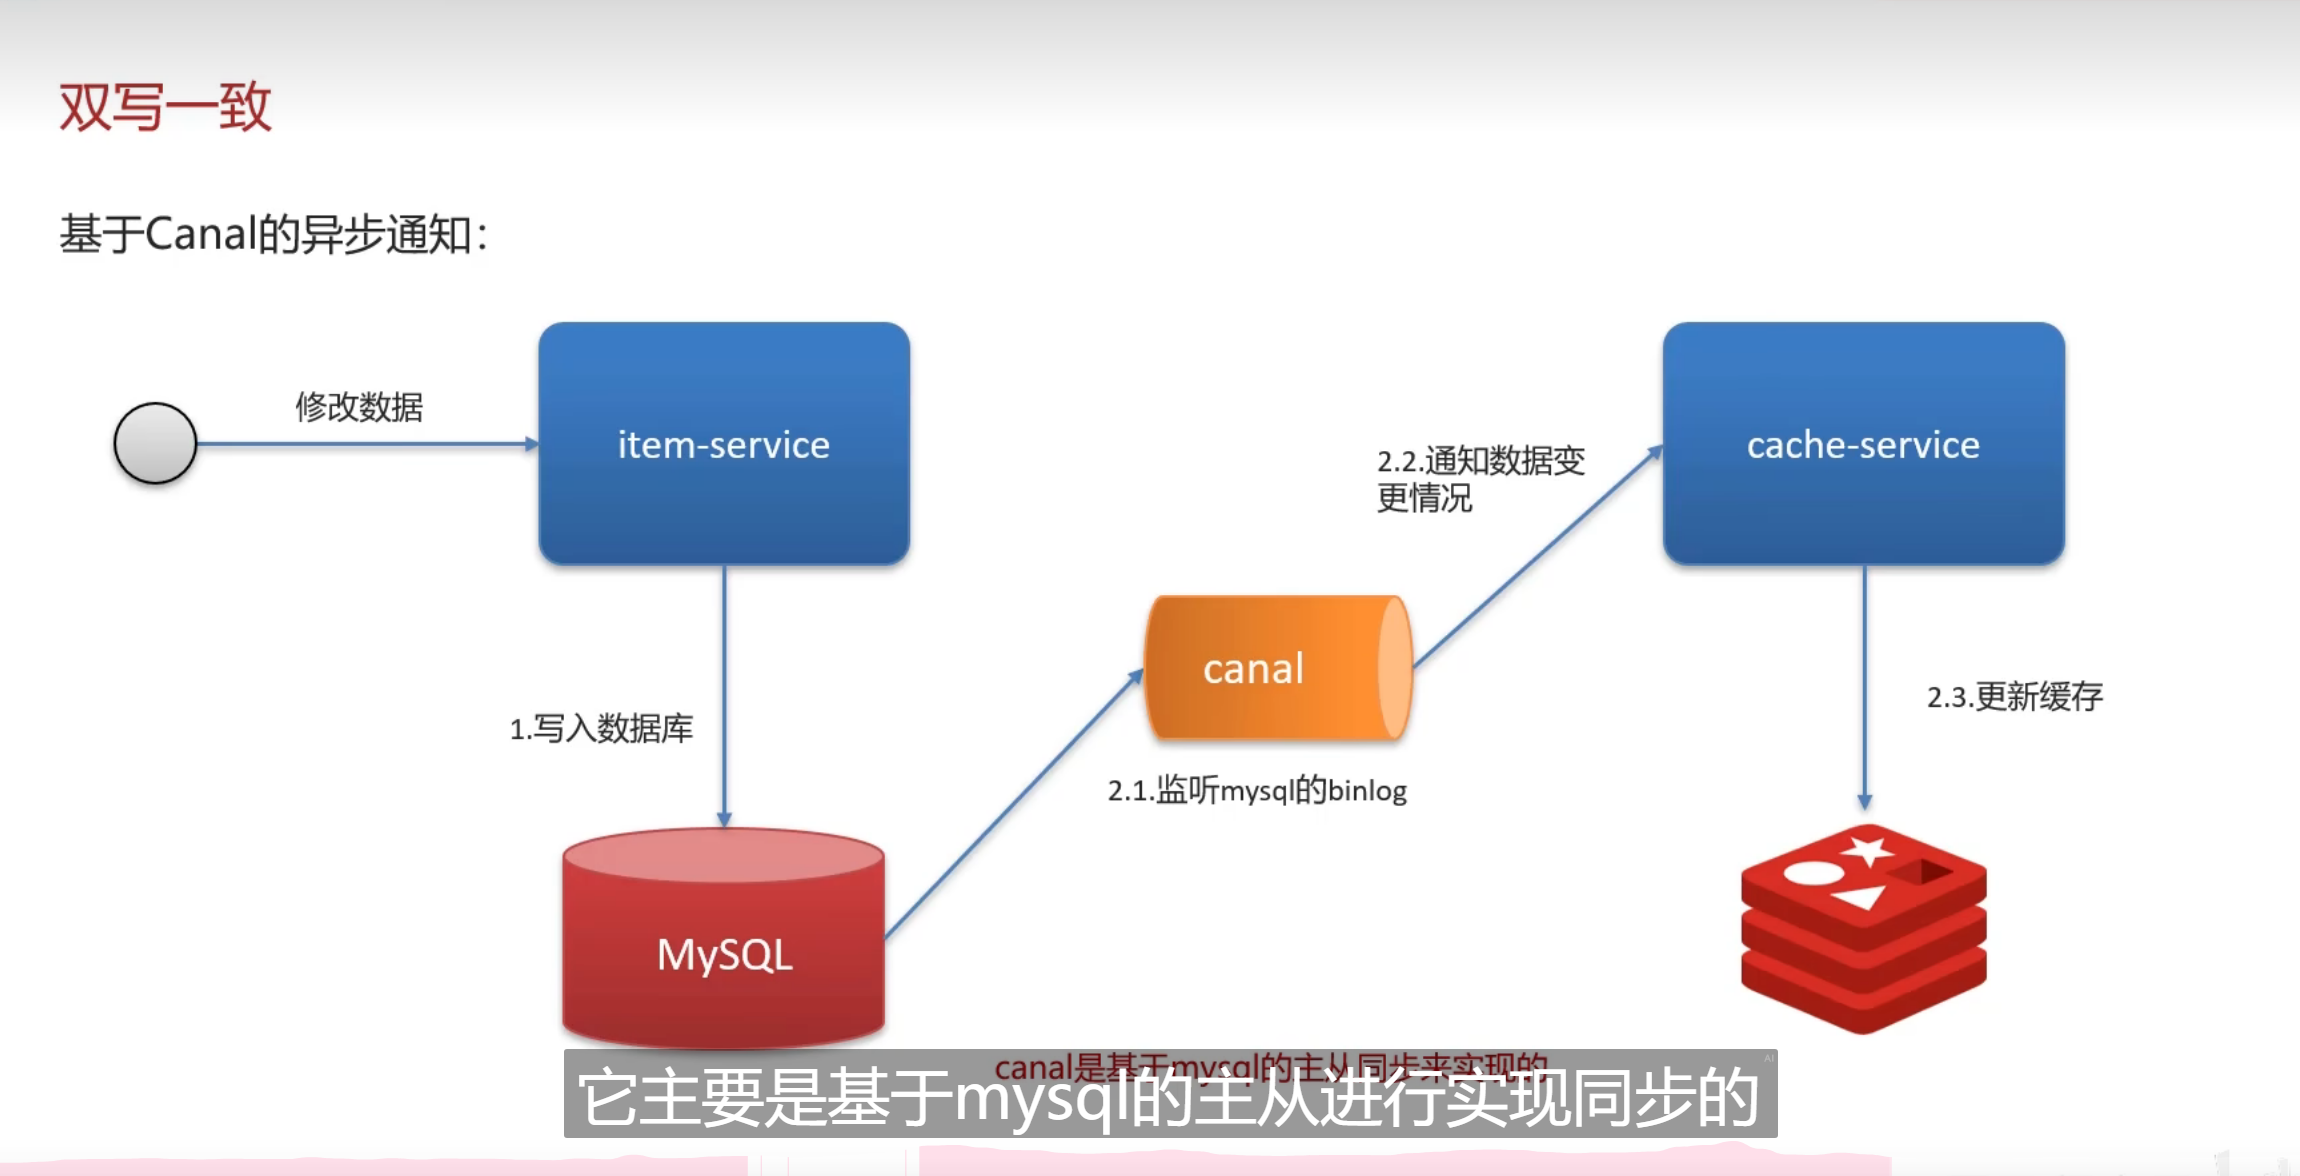 双写一致
基于Canal的异步通知：
修改数据
item-service
cache-service
2.2.通知数据变
更情况
canal
1.写入数据库
2.3.更新缓存
2.1.监听mysql的binlog
MySQL
canal是基于mysql的主从同步来实现的
AI
它主要是基于mysql的主从进行实现同步的